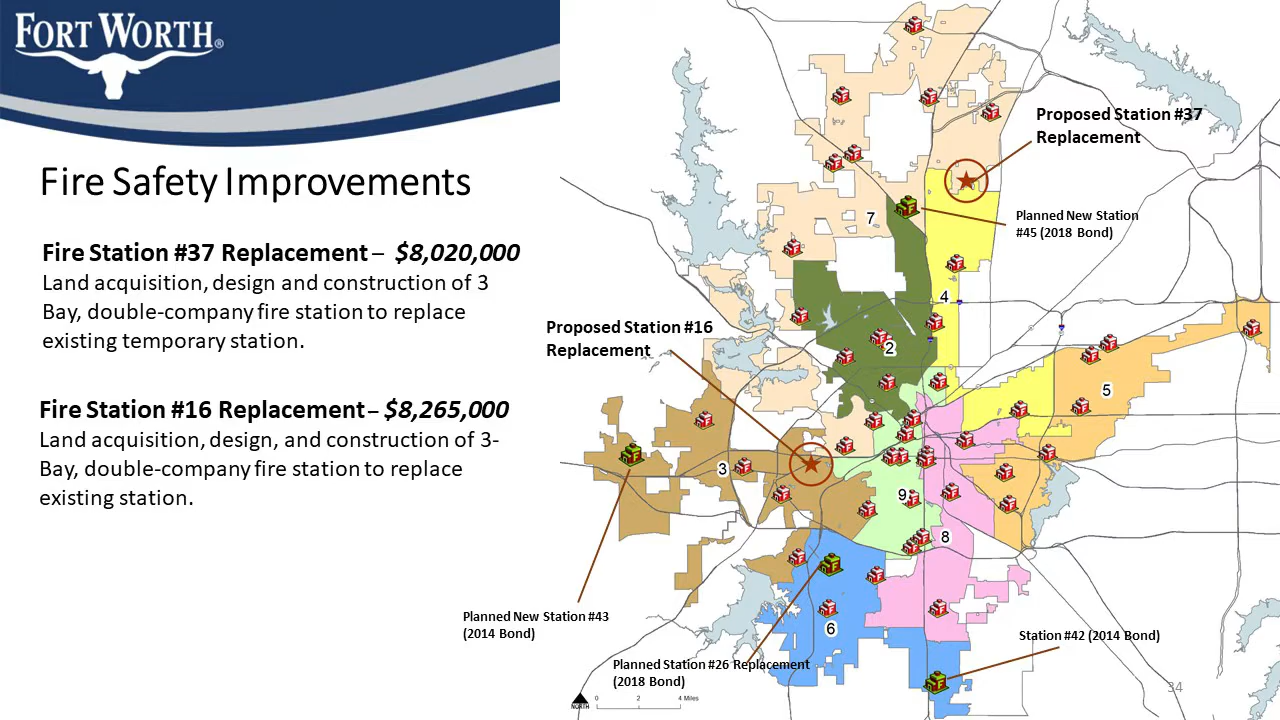 FORT WORTH®
Fire Safety Improvements
Fire Station #37 Replacement – $8,020,000
Land acquisition, design and construction of 3
Bay, double-company fire station to replace
existing temporary station.
Fire Station #16 Replacement – $8,265,000
Land acquisition, design, and construction of 3-
Bay, double-company fire station to replace
existing station.
Proposed Station #37
Replacement
Planned New Station
#45 (2018 Bond)
7
4
Proposed Station #16
Replacement
2
5
3
9
8
Planned New Station #43
(2014 Bond)
6
Station #42 (2014 Bond)
Planned Station #26 Replacement
(2018 Bond)
NORTH
0 2 4 Miles
34